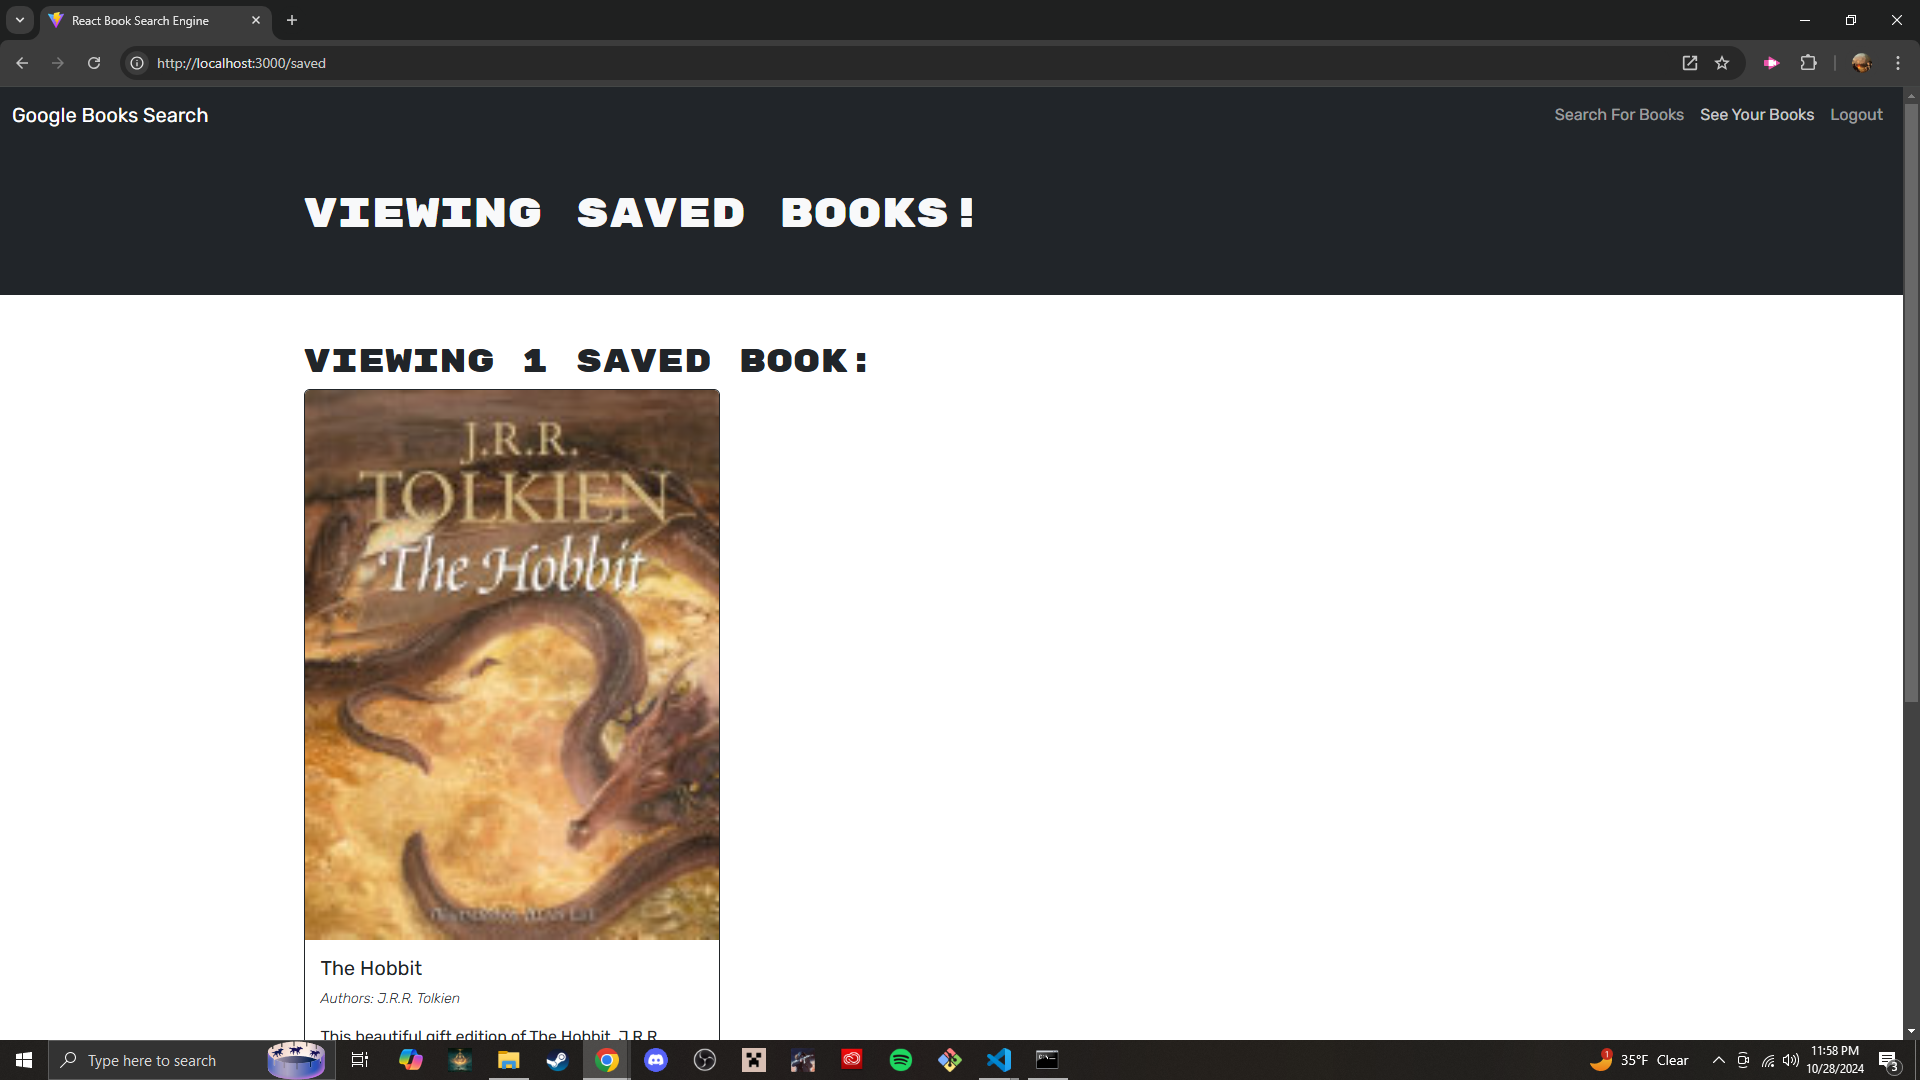 React Book Search Engine
http://localhost:3000/saved
Google Books Search
Search For Books
See Your Books
Logout
VIEWING SAVED BOOKS!
VIEWING 1 SAVED BOOK:
J.R.R.
TOLKIEN
The Hobbit
The Hobbit
Authors: J.R.R. Tolkien
This beautiful gift edition of The Hobbit, J.R.R.
Type here to search
1
35°F Clear
11:58 PM
10/28/2024
3